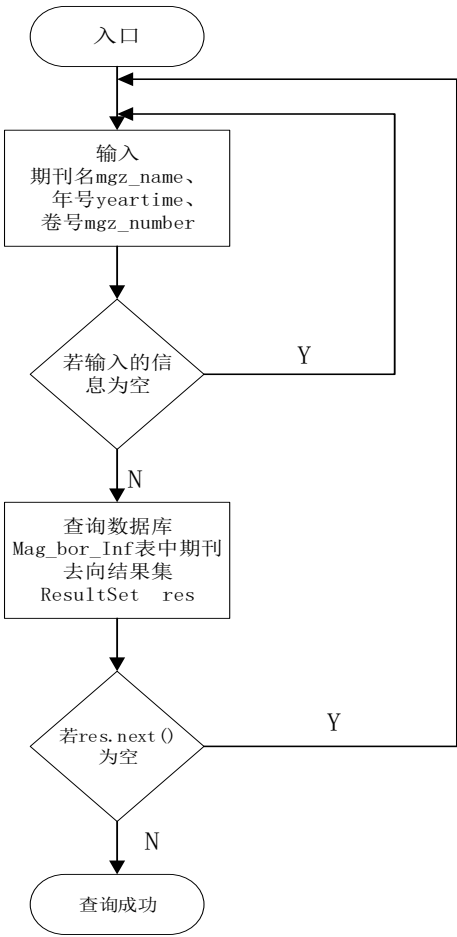 入口
输入
期刊名mgz_name、
年号yeartime、
卷号mgz_number
若输入的信
息为空
Y
N
查询数据库
Mag_bor_Inf表中期刊
去向结果集
ResultSet res
若res.next()
为空
Y
N
查询成功